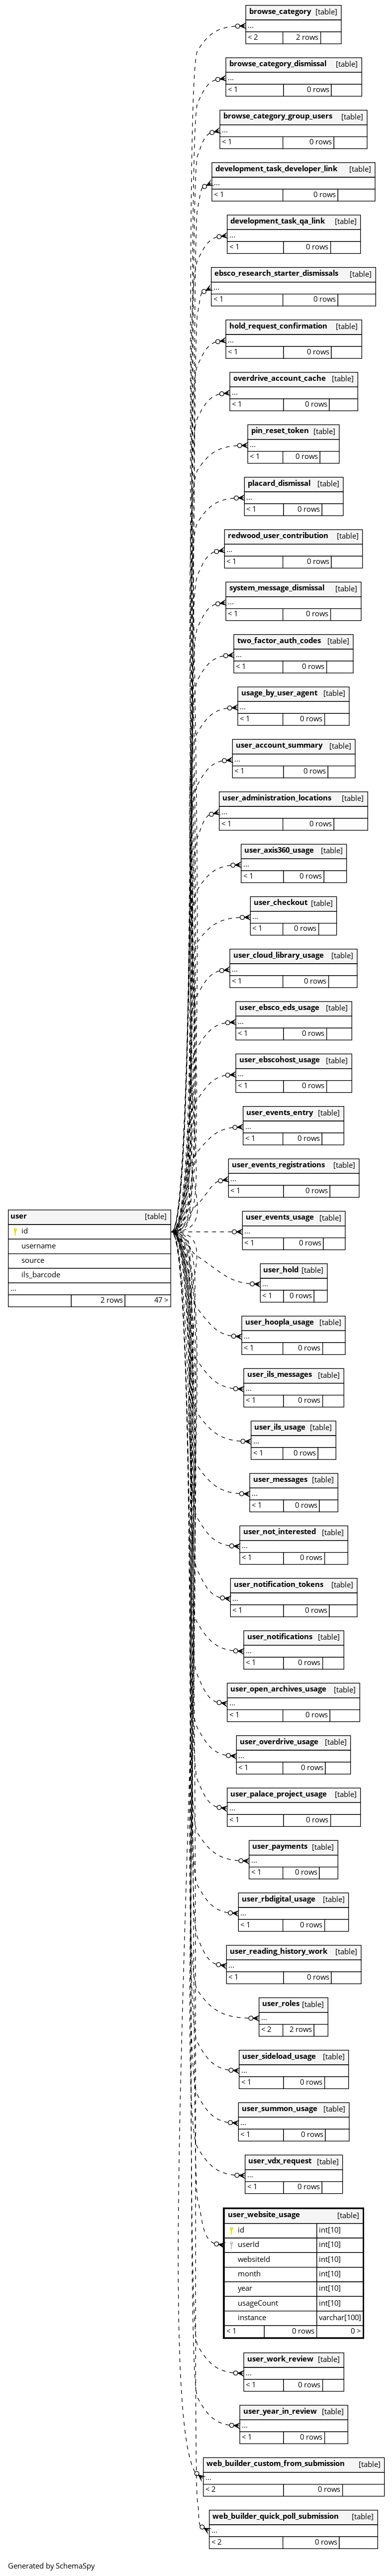 browse_category [table]
...
< 2 2 rows
browse_category_dismissal [table]
...
< 1 0 rows
browse_category_group_users [table]
...
< 1 0 rows
development_task_developer_link [table]
...
< 1 0 rows
development_task_qa_link [table]
...
< 1 0 rows
ebsco_research_starter_dismissals [table]
...
< 1 0 rows
hold_request_confirmation [table]
...
< 1 0 rows
overdrive_account_cache [table]
...
< 1 0 rows
pin_reset_token [table]
...
< 1 0 rows
placard_dismissal [table]
...
< 1 0 rows
redwood_user_contribution [table]
...
< 1 0 rows
system_message_dismissal [table]
...
< 1 0 rows
two_factor_auth_codes [table]
...
< 1 0 rows
usage_by_user_agent [table]
...
< 1 0 rows
user_account_summary [table]
...
< 1 0 rows
user_administration_locations [table]
...
< 1 0 rows
user_axis360_usage [table]
...
< 1 0 rows
user_checkout [table]
...
< 1 0 rows
user_cloud_library_usage [table]
...
< 1 0 rows
user_ebsco_eds_usage [table]
...
< 1 0 rows
user_ebscohost_usage [table]
...
< 1 0 rows
user_events_entry [table]
...
< 1 0 rows
user_events_registrations [table]
...
< 1 0 rows
user [table]
id
username
source
ils_barcode
...
2 rows 47 >
user_events_usage [table]
...
< 1 0 rows
user_hold [table]
...
< 1 0 rows
user_hoopla_usage [table]
...
< 1 0 rows
user_ils_messages [table]
...
< 1 0 rows
user_ils_usage [table]
...
< 1 0 rows
user_messages [table]
...
< 1 0 rows
user_not_interested [table]
...
< 1 0 rows
user_notification_tokens [table]
...
< 1 0 rows
user_notifications [table]
...
< 1 0 rows
user_open_archives_usage [table]
...
< 1 0 rows
user_overdrive_usage [table]
...
< 1 0 rows
user_palace_project_usage [table]
...
< 1 0 rows
user_payments [table]
...
< 1 0 rows
user_rbdigital_usage [table]
...
< 1 0 rows
user_reading_history_work [table]
...
< 1 0 rows
user_roles [table]
...
< 2 2 rows
user_sideload_usage [table]
...
< 1 0 rows
user_summon_usage [table]
...
< 1 0 rows
user_vdx_request [table]
...
< 1 0 rows
user_website_usage [table]
id int[10]
userId int[10]
websiteId int[10]
month int[10]
year int[10]
usageCount int[10]
instance varchar[100]
< 1 0 rows 0 >
user_work_review [table]
...
< 1 0 rows
user_year_in_review [table]
...
< 1 0 rows
web_builder_custom_from_submission [table]
...
< 2 0 rows
web_builder_quick_poll_submission [table]
...
< 2 0 rows
Generated by SchemaSpy